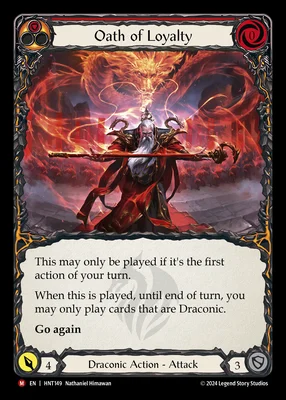 Oath of Loyalty
This may only be played if it's the first
action of your turn.
When this is played, until end of turn, you
may only play cards that are Draconic.
Go again
4
Draconic Action - Attack
3
M EN | HNT149 Nathaniel Himawan
© 2024 Legend Story Studios